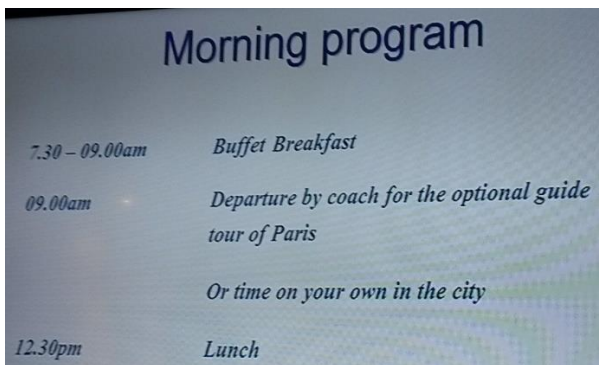 Morning program
7.30 – 09.00am Buffet Breakfast
09.00am Departure by coach for the optional guide
tour of Paris
Or time on your own in the city
12.30pm Lunch